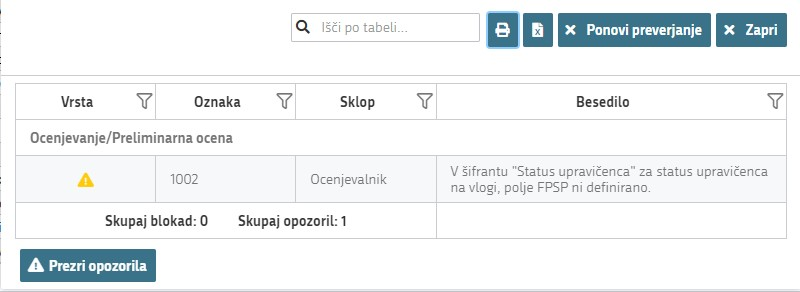 Išči po tabeli...
Ponovi preverjanje
Zapri
Vrsta Oznaka Sklop Besedilo
Ocenjevanje/Preliminarna ocena
1002 Ocenjevalnik V šifrantu "Status upravičenca" za status upravičenca
na vlogi, polje FPSP ni definirano.
Skupaj blokad: 0 Skupaj opozoril: 1
Prezri opozorila